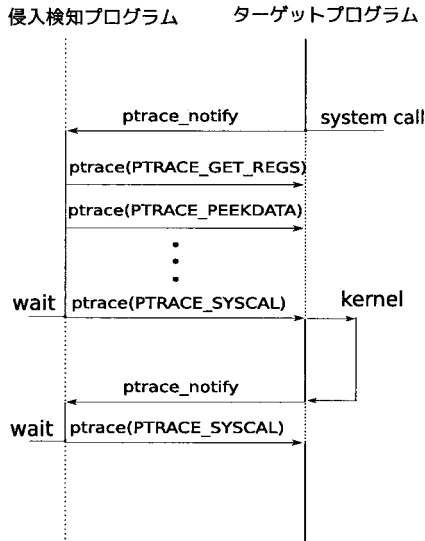 侵入検知プログラム ターゲットプログラム
ptrace_notify system call
ptrace(PTRACE_GET_REGS)
ptrace(PTRACE_PEEKDATA)
wait ptrace(PTRACE_SYSCAL) kernel
ptrace_notify
wait ptrace(PTRACE_SYSCAL)